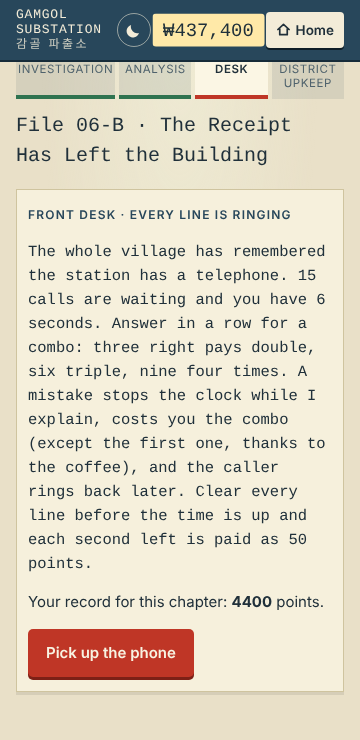 GAMGOL
SUBSTATION
감골 파출소
₩437,400
Home
INVESTIGATION
ANALYSIS
DESK
DISTRICT
UPKEEP
File 06-B · The Receipt
Has Left the Building
FRONT DESK · EVERY LINE IS RINGING
The whole village has remembered
the station has a telephone. 15
calls are waiting and you have 6
seconds. Answer in a row for a
combo: three right pays double,
six triple, nine four times. A
mistake stops the clock while I
explain, costs you the combo
(except the first one, thanks to
the coffee), and the caller
rings back later. Clear every
line before the time is up and
each second left is paid as 50
points.
Your record for this chapter: 4400 points.
Pick up the phone